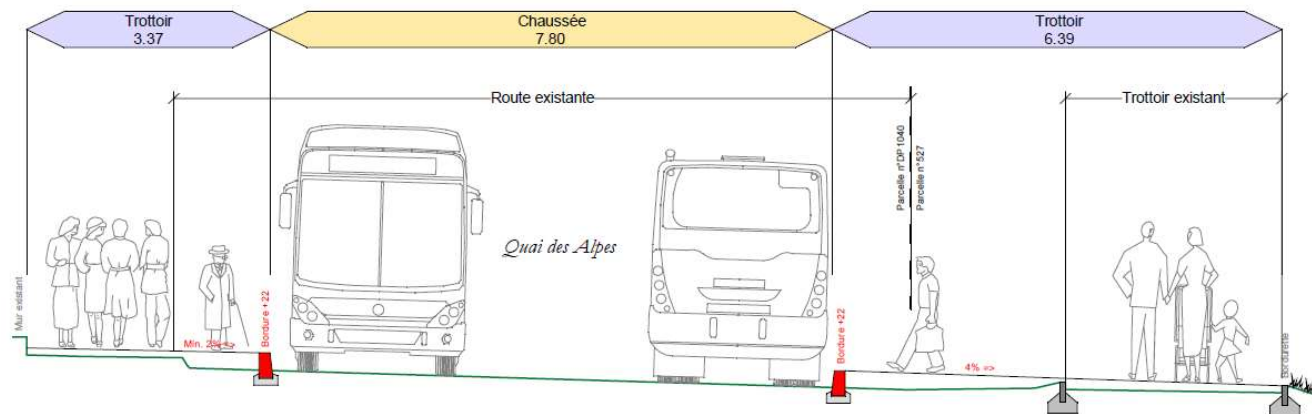 Trottoir
3.37
Chaussée
7.80
Trottoir
6.39
Route existante
Trottoir existant
Parcelle n°DP1040
Parcelle n°527
Quai des Alpes
Mur existant
Min. 2% =>
Bordure +22
Bordure +22
4% =>
Bordurette